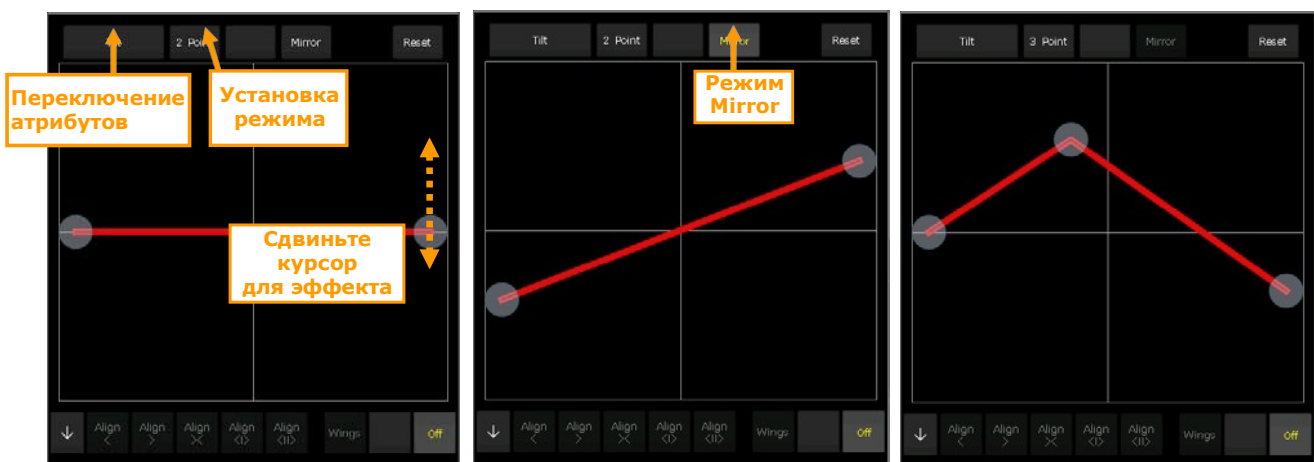 2 Poin
Mirror
Reset
Переключение
атрибутов
Установка
режима
Сдвиньте
курсор
для эффекта
↓
Align
<
Align
>
Align
><
Align
<|>
Align
<||>
Wings
Off
Tilt
2 Point
Reset
Режим
Mirror
↓
Align
<
Align
>
Align
><
Align
<|>
Align
<||>
Wings
Off
Tilt
3 Point
Mirror
Reset
↓
Align
<
Align
>
Align
><
Align
<|>
Align
<||>
Wings
Off